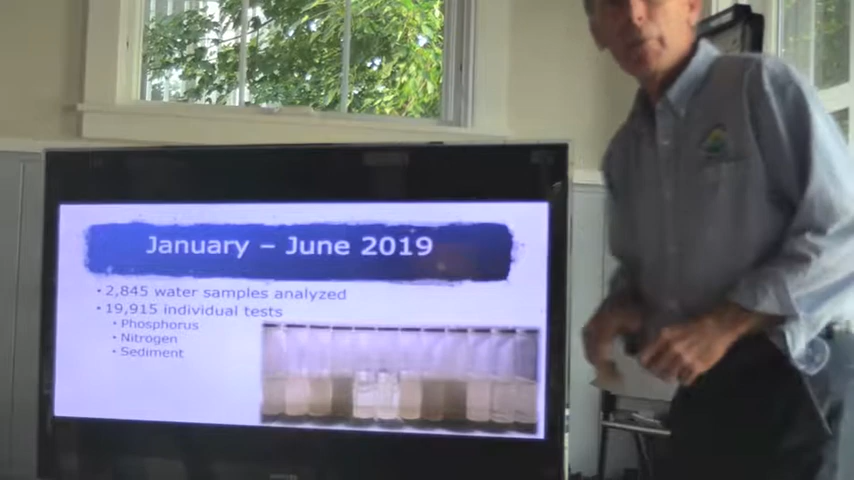 January – June 2019
• 2,845 water samples analyzed
• 19,915 individual tests
• Phosphorus
• Nitrogen
• Sediment